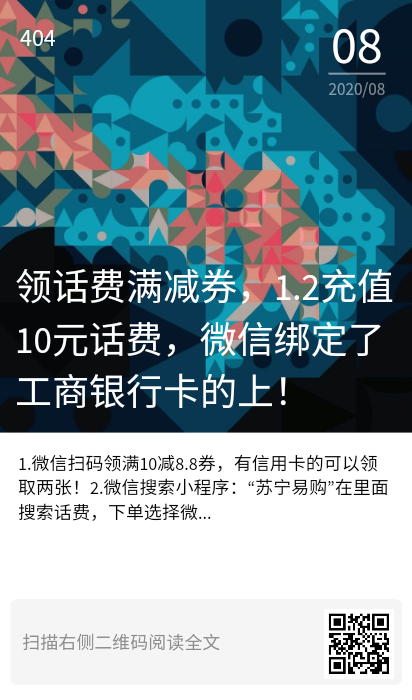 404
08
2020/08
领话费满减券，1.2充值
10元话费，微信绑定了
工商银行卡的上！
1.微信扫码领满10减8.8券，有信用卡的可以领
取两张！2.微信搜索小程序：“苏宁易购”在里面
搜索话费，下单选择微...
扫描右侧二维码阅读全文